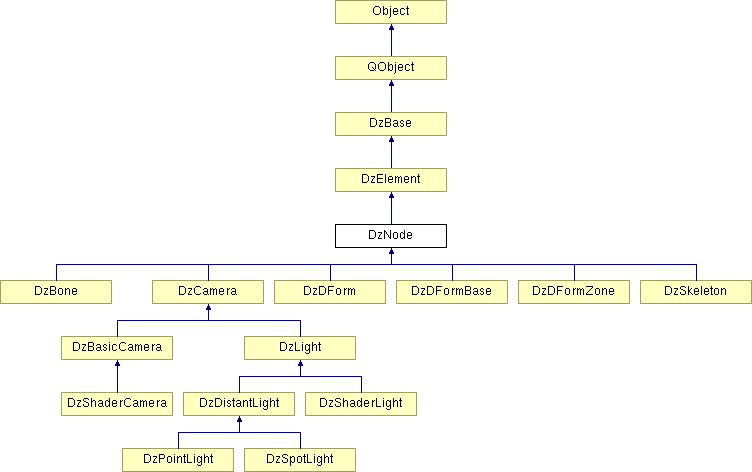 Object
QObject
DzBase
DzElement
DzNode
DzBone DzCamera DzDForm DzDFormBase DzDFormZone DzSkeleton
DzBasicCamera DzLight
DzShaderCamera DzDistantLight DzShaderLight
DzPointLight DzSpotLight